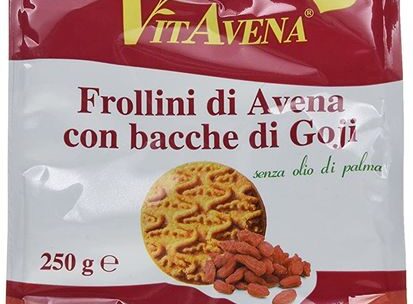 VITAVENA®
Frollini di Avena
con bacche di Goji
senza olio di palma
250 g ℮